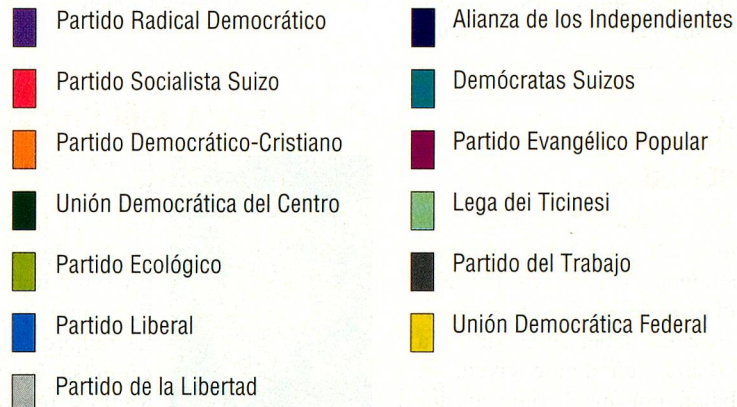 Partido Radical Democrático
Partido Socialista Suizo
Partido Democrático-Cristiano
Unión Democrática del Centro
Partido Ecológico
Partido Liberal
Partido de la Libertad
Alianza de los Independientes
Demócratas Suizos
Partido Evangélico Popular
Lega dei Ticinesi
Partido del Trabajo
Unión Democrática Federal